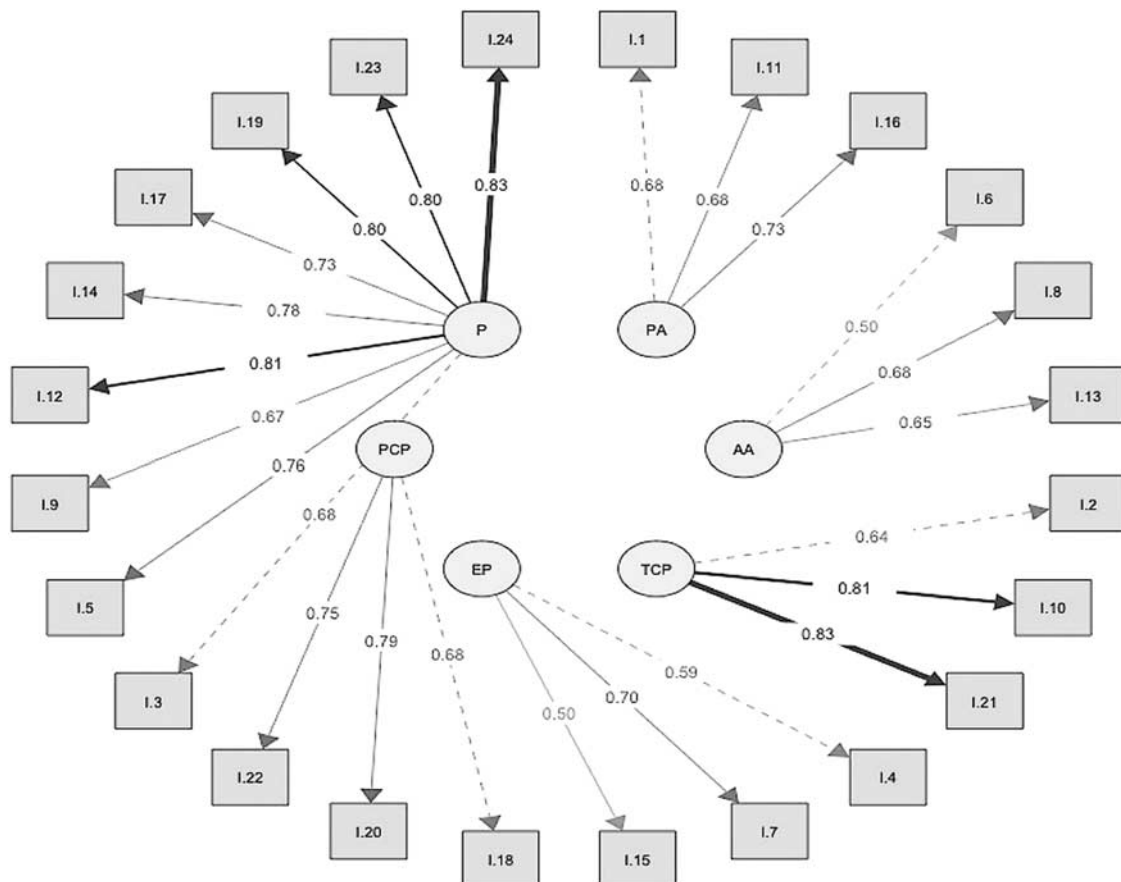 I.24
I.1
I.23
I.11
I.19
I.16
I.17
I.6
0.83
0.68
0.68
0.80
0.80
0.73
0.73
I.14
I.8
0.78
P
PA
0.50
0.81
0.68
I.12
I.13
0.67
0.65
PCP
AA
0.76
I.9
I.2
0.68
0.64
EP
TCP
0.81
I.5
I.10
0.75
0.83
0.79
0.68
0.59
I.3
0.70
I.21
0.50
I.22
I.4
I.20
I.7
I.18
I.15